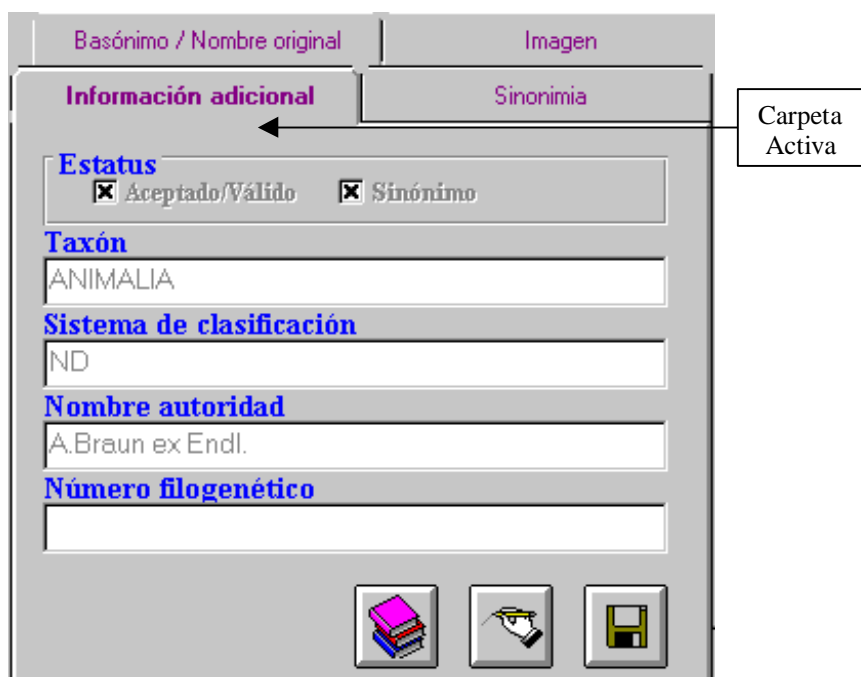 Basónimo / Nombre original
Imagen
Información adicional
Sinonimia
Carpeta
Activa
Estatus
Aceptado/Válido
Sinónimo
Taxón
ANIMALIA
Sistema de clasificación
ND
Nombre autoridad
A.Braun ex Endl.
Número filogenético